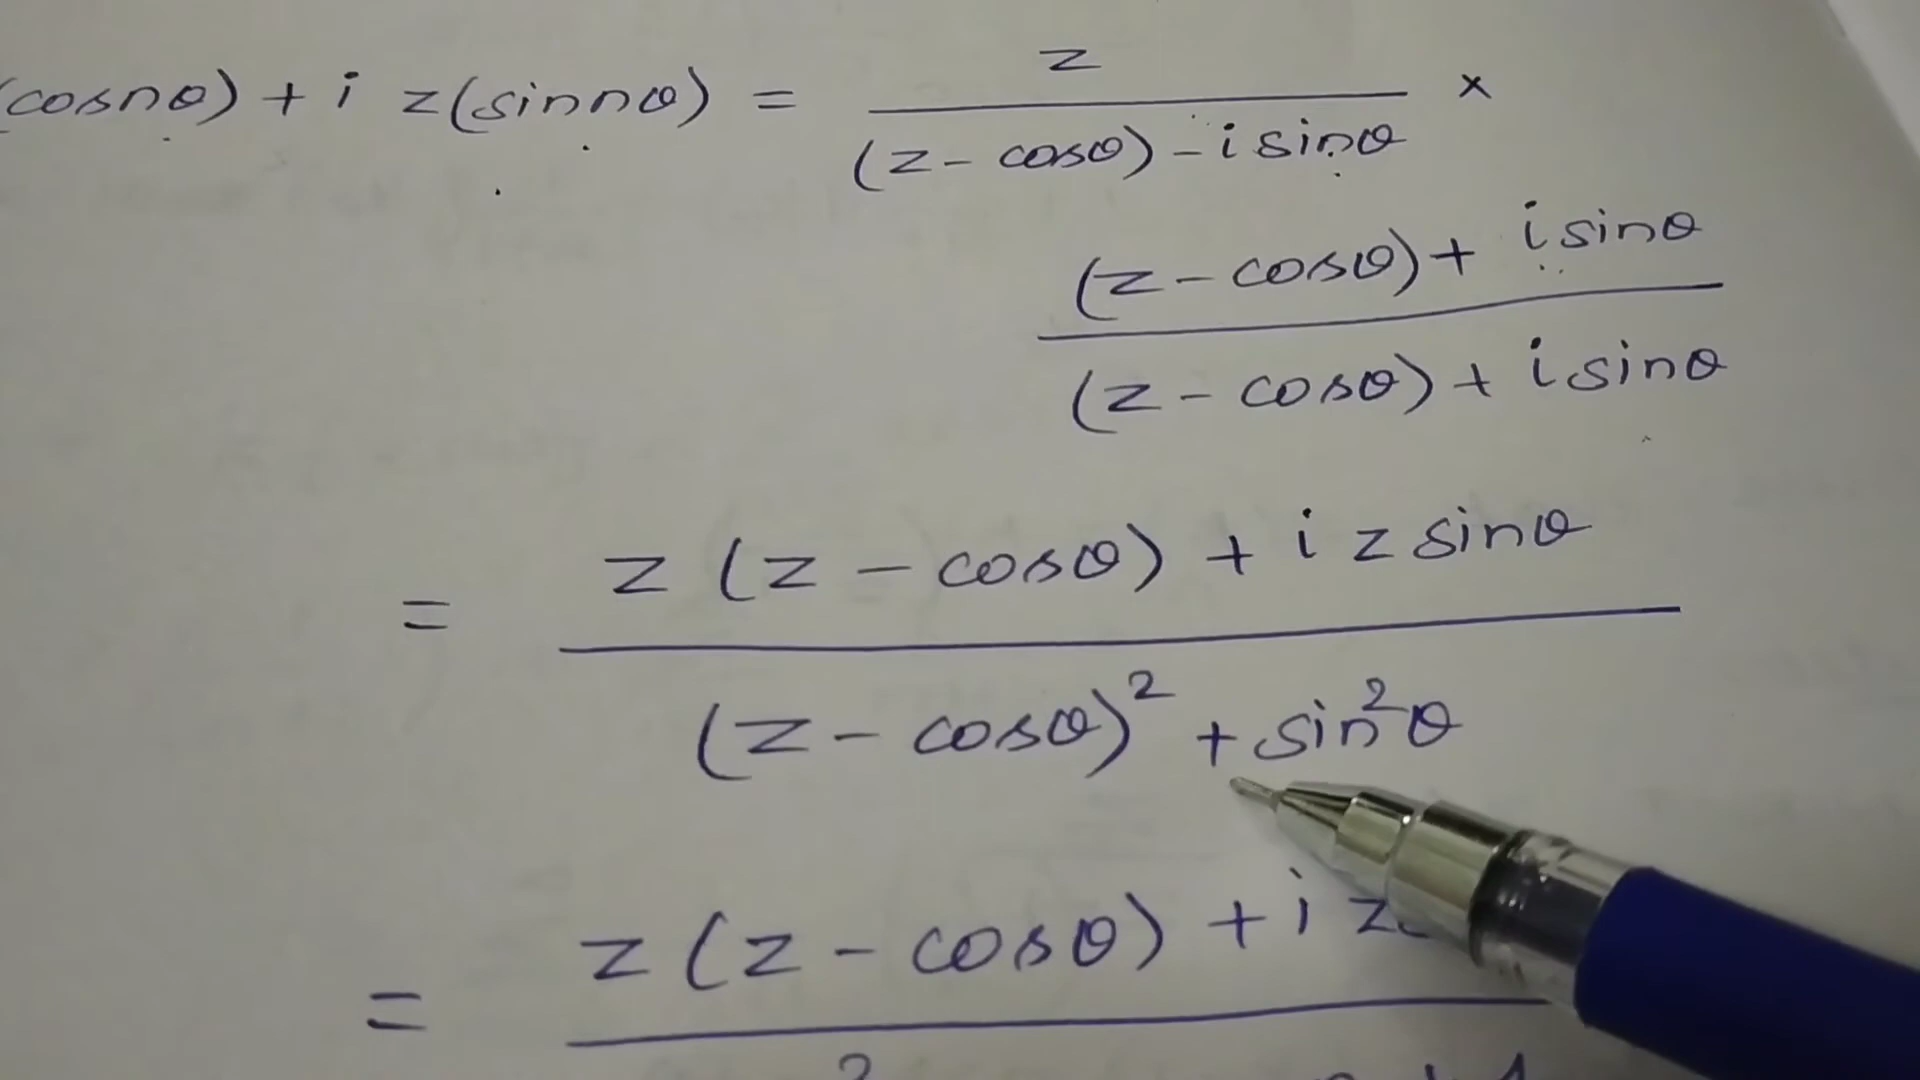 (cosnθ) + i z(sinnθ) = z / ((z - cosθ) - i sinθ) ×
((z - cosθ) + i sinθ) / ((z - cosθ) + i sinθ)
= (z (z - cosθ) + i z sinθ) / ((z - cosθ)² + sin²θ)
= z (z - cosθ) + i z